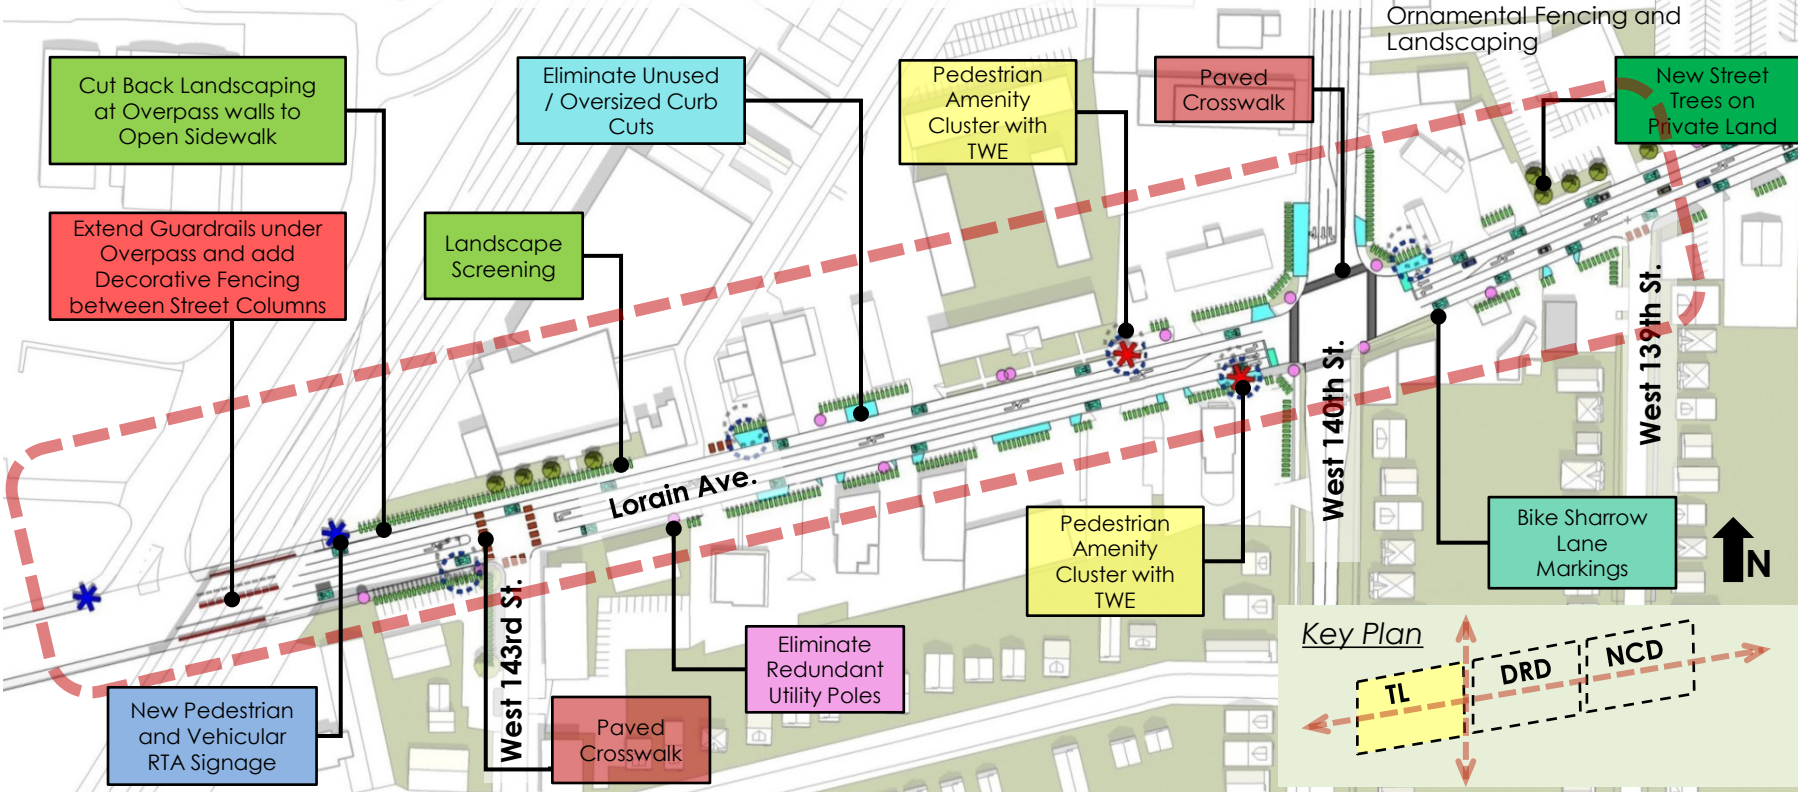 Ornamental Fencing and
Landscaping
Cut Back Landscaping
at Overpass walls to
Open Sidewalk
Eliminate Unused
/ Oversized Curb
Cuts
Pedestrian
Amenity
Cluster with
TWE
Paved
Crosswalk
New Street
Trees on
Private Land
Extend Guardrails under
Overpass and add
Decorative Fencing
between Street Columns
Landscape
Screening
Lorain Ave.
West 143rd St.
West 140th St.
West 139th St.
Pedestrian
Amenity
Cluster with
TWE
Bike Sharrow
Lane
Markings
N
New Pedestrian
and Vehicular
RTA Signage
Paved
Crosswalk
Eliminate
Redundant
Utility Poles
Key Plan
TL
DRD
NCD